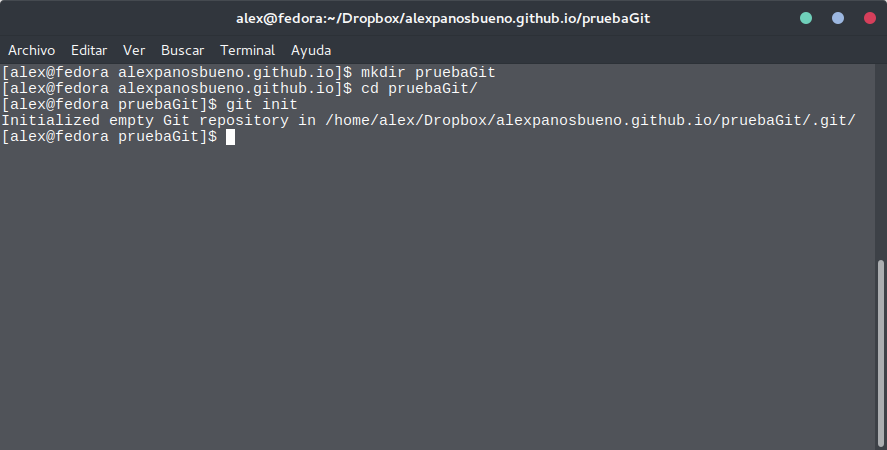 alex@fedora:~/Dropbox/alexpanosbueno.github.io/pruebaGit
Archivo Editar Ver Buscar Terminal Ayuda
[alex@fedora alexpanosbueno.github.io]$ mkdir pruebaGit
[alex@fedora alexpanosbueno.github.io]$ cd pruebaGit/
[alex@fedora pruebaGit]$ git init
Initialized empty Git repository in /home/alex/Dropbox/alexpanosbueno.github.io/pruebaGit/.git/
[alex@fedora pruebaGit]$